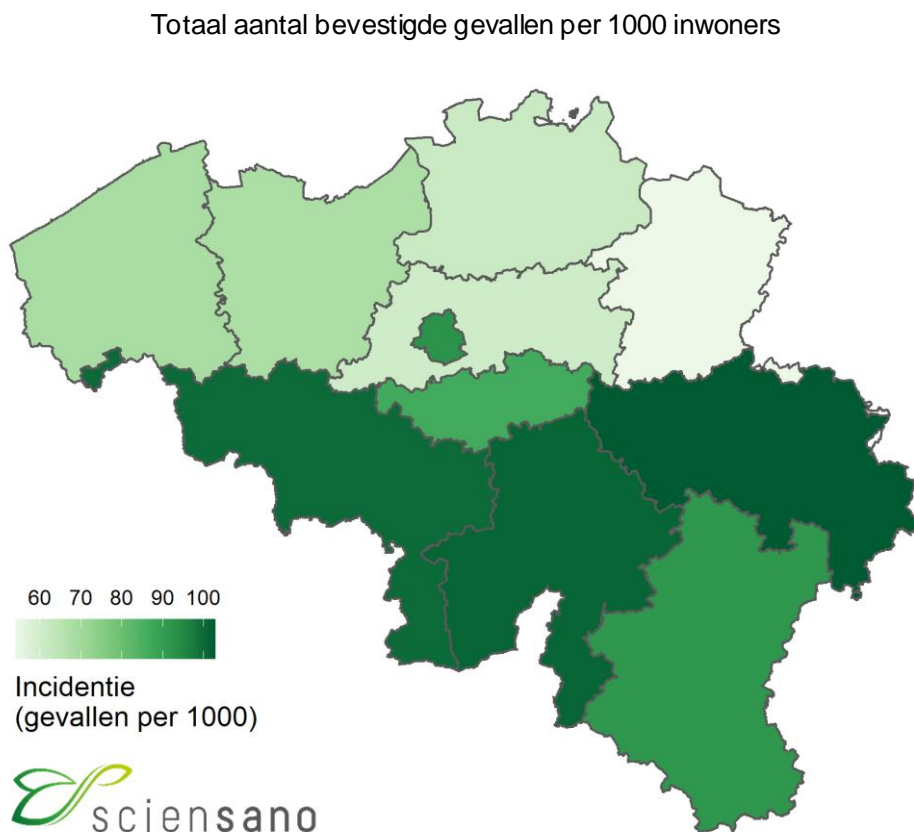 Totaal aantal bevestigde gevallen per 1000 inwoners
60 70 80 90 100
Incidentie
(gevallen per 1000)
sciensano